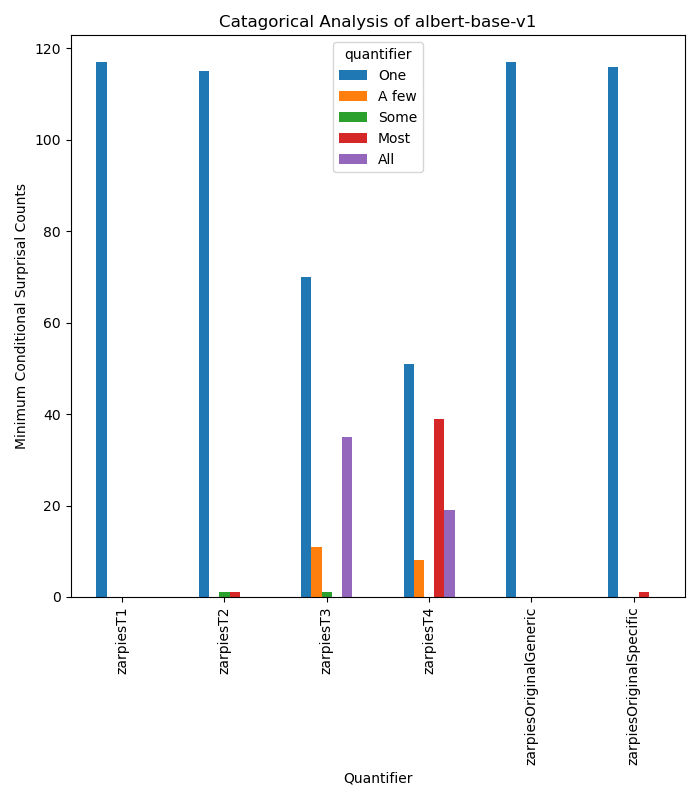 Catagorical Analysis of albert-base-v1
quantifier
One
A few
Some
Most
All
Minimum Conditional Surprisal Counts
120
100
80
60
40
20
0
zarpiesT1
zarpiesT2
zarpiesT3
zarpiesT4
zarpiesOriginalGeneric
zarpiesOriginalSpecific
Quantifier